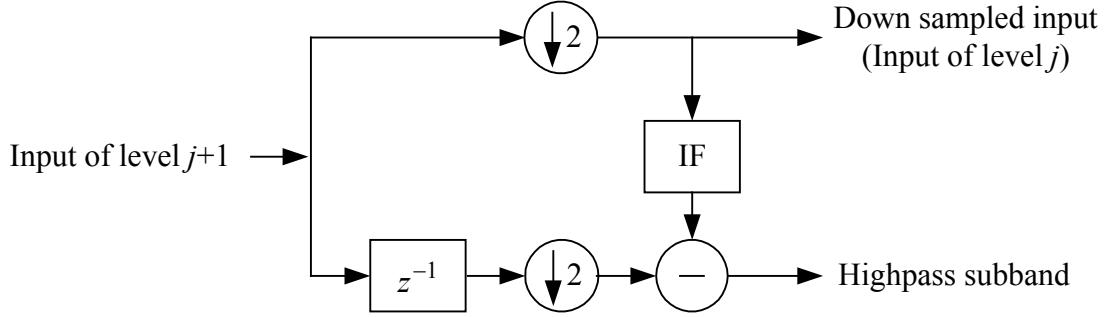 ↓2
Down sampled input
(Input of level j)
Input of level j+1
IF
z⁻¹
↓2
−
Highpass subband